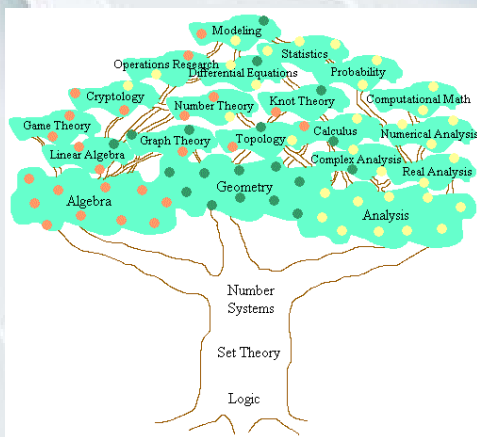 Modeling
Statistics
Operations Research
Differential Equations
Probability
Cryptology
Number Theory
Knot Theory
Computational Math
Game Theory
Graph Theory
Topology
Calculus
Numerical Analysis
Linear Algebra
Complex Analysis
Real Analysis
Algebra
Geometry
Analysis
Number
Systems
Set Theory
Logic